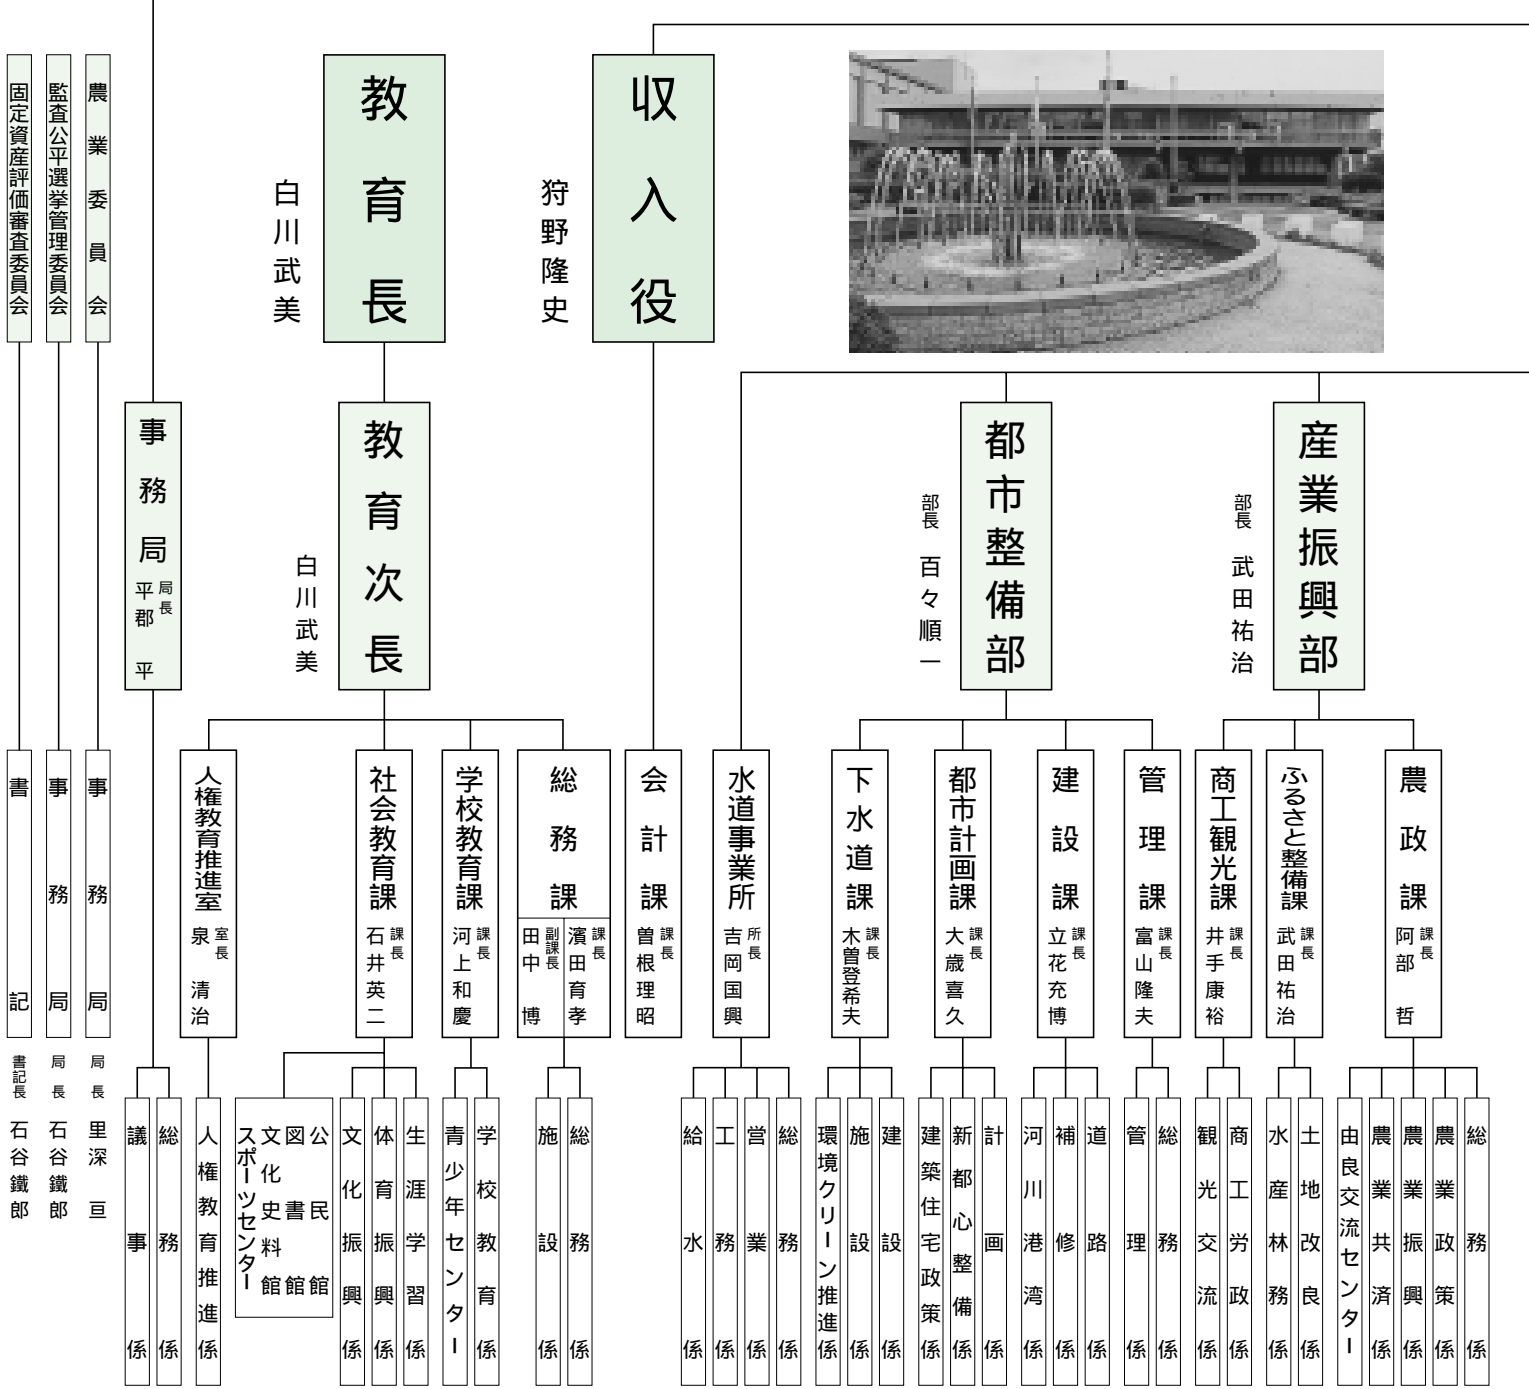 収入役
狩野隆史
教育長
白川武美
農業委員会
監査公平選挙管理委員会
固定資産評価審査委員会
産業振興部
部長 武田祐治
都市整備部
部長 百々順一
教育次長
白川武美
事務局
局長
平郡 平
農政課
課長
阿部 哲
ふるさと整備課
課長
武田祐治
商工観光課
課長
井手康裕
管理課
課長
富山隆夫
建設課
課長
立花充博
都市計画課
課長
大歳喜久
下水道課
課長
木曽登希夫
水道事業所
所長
吉岡国興
会計課
課長
曽根理昭
総務課
課長
濱田育孝
副課長
田中 博
学校教育課
課長
河上和慶
社会教育課
課長
石井英二
人権教育推進室
室長
泉 清治
事務局
局長 里深 亘
事務局
局長 石谷鐵郎
書記
書記長 石谷鐵郎
総務係
農業政策係
農業振興係
農業共済係
由良交流センター
土地改良係
水産林務係
商工労政係
観光交流係
総務係
管理係
道路係
補修係
河川港湾係
計画係
新都心整備係
建築住宅政策係
建設係
施設係
環境クリーン推進係
総務係
営業係
工務係
給水係
総務係
施設係
学校教育係
青少年センター
生涯学習係
体育振興係
文化振興係
公民館
図書館
文化史料館
スポーツセンター
人権教育推進係
総務係
議事係